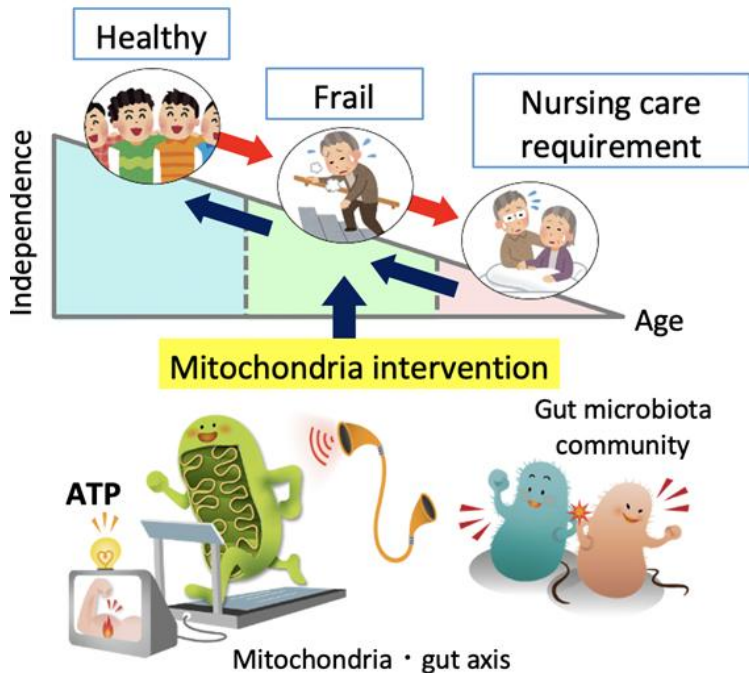 Healthy
Frail
Nursing care
requirement
Independence
Age
Mitochondria intervention
Gut microbiota
community
ATP
Mitochondria・gut axis